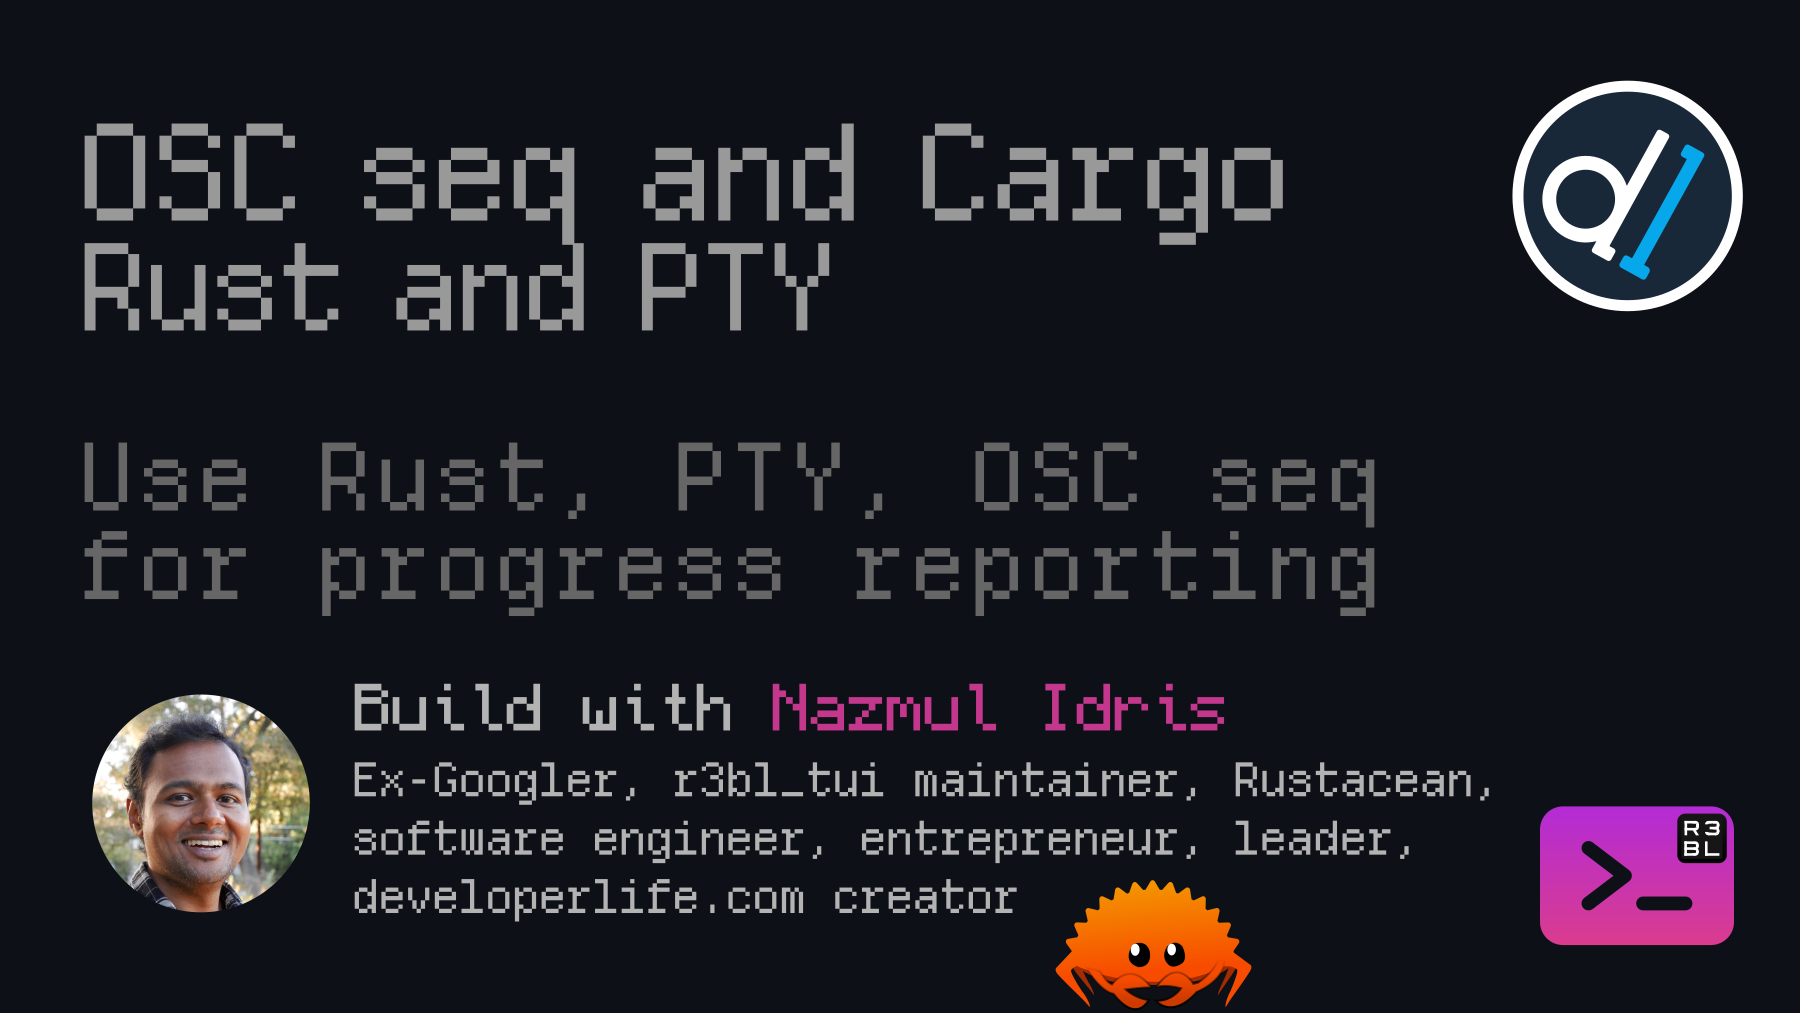 OSC seq and Cargo
Rust and PTY
Use Rust, PTY, OSC seq
for progress reporting
Build with Nazmul Idris
Ex-Googler, r3bl_tui maintainer, Rustacean,
software engineer, entrepreneur, leader,
developerlife.com creator
R3
BL